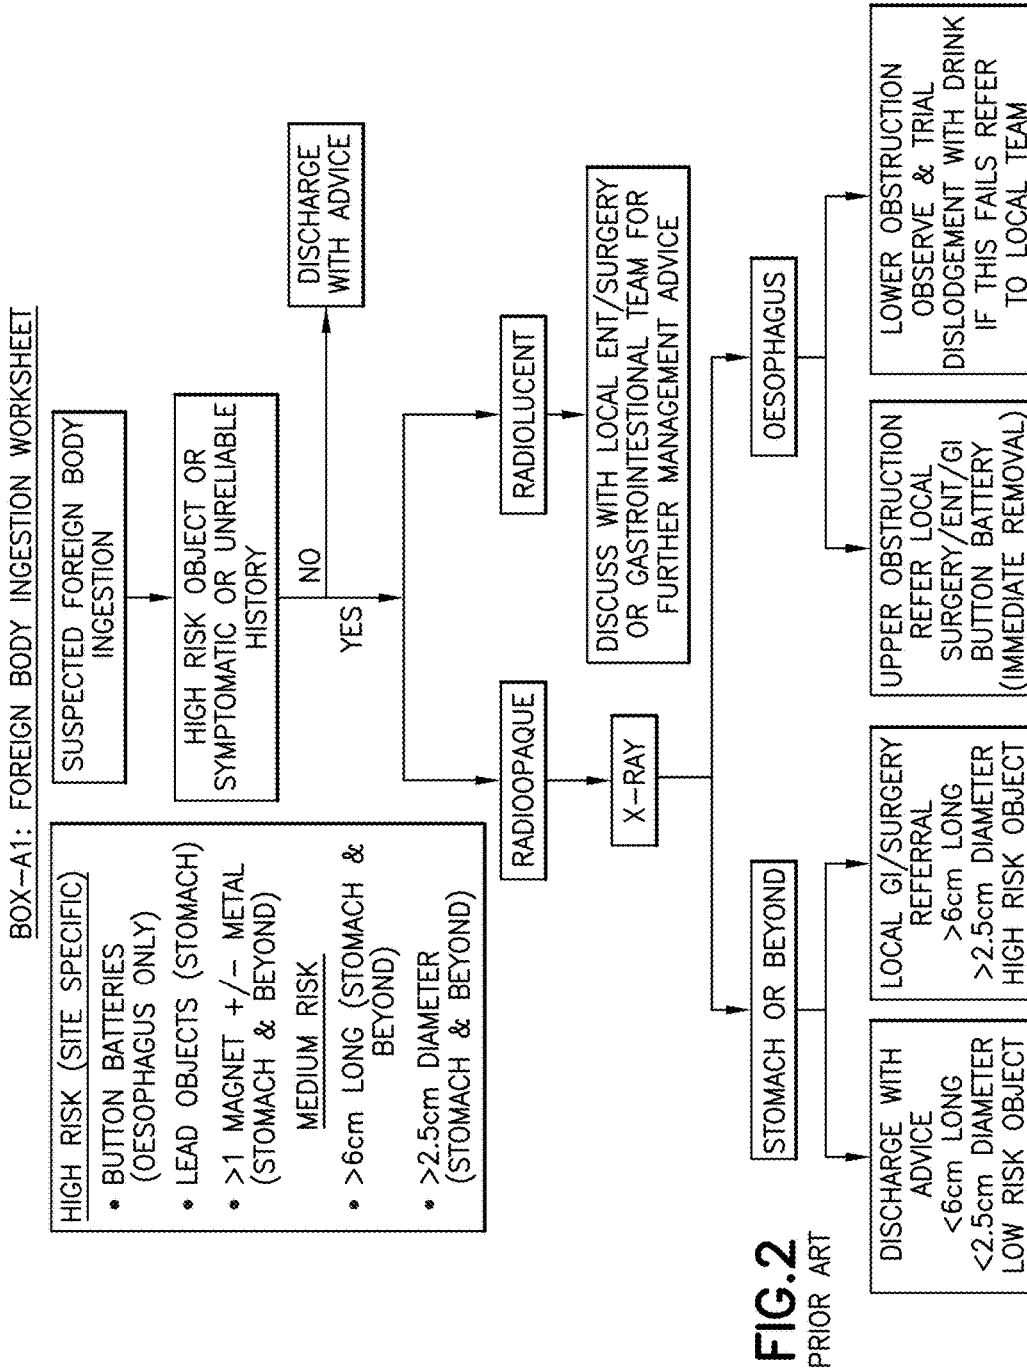 BOX-A1: FOREIGN BODY INGESTION WORKSHEET
HIGH RISK (SITE SPECIFIC)
• BUTTON BATTERIES
(OESOPHAGUS ONLY)
• LEAD OBJECTS (STOMACH)
• >1 MAGNET +/- METAL
(STOMACH & BEYOND)
MEDIUM RISK
• >6cm LONG (STOMACH &
BEYOND)
• >2.5cm DIAMETER
(STOMACH & BEYOND)
SUSPECTED FOREIGN BODY
INGESTION
HIGH RISK OBJECT OR
SYMPTOMATIC OR UNRELIABLE
HISTORY
NO
YES
DISCHARGE
WITH ADVICE
RADIOOPAQUE
RADIOLUCENT
X-RAY
DISCUSS WITH LOCAL ENT/SURGERY
OR GASTROINTESTIONAL TEAM FOR
FURTHER MANAGEMENT ADVICE
STOMACH OR BEYOND
OESOPHAGUS
DISCHARGE WITH
ADVICE
<6cm LONG
<2.5cm DIAMETER
LOW RISK OBJECT
LOCAL GI/SURGERY
REFERRAL
>6cm LONG
>2.5cm DIAMETER
HIGH RISK OBJECT
UPPER OBSTRUCTION
REFER LOCAL
SURGERY/ENT/GI
BUTTON BATTERY
(IMMEDIATE REMOVAL)
LOWER OBSTRUCTION
OBSERVE & TRIAL
DISLODGEMENT WITH DRINK
IF THIS FAILS REFER
TO LOCAL TEAM
FIG.2
PRIOR ART